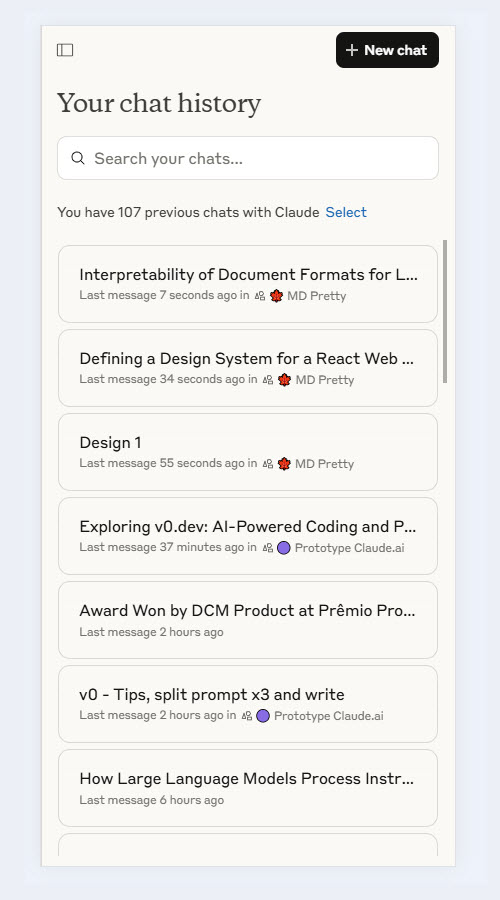 New chat
Your chat history
Search your chats...
You have 107 previous chats with Claude Select
Interpretability of Document Formats for L...
Last message 7 seconds ago in MD Pretty
Defining a Design System for a React Web ...
Last message 34 seconds ago in MD Pretty
Design 1
Last message 55 seconds ago in MD Pretty
Exploring v0.dev: AI-Powered Coding and P...
Last message 37 minutes ago in Prototype Claude.ai
Award Won by DCM Product at Prêmio Pro...
Last message 2 hours ago
v0 - Tips, split prompt x3 and write
Last message 2 hours ago in Prototype Claude.ai
How Large Language Models Process Instr...
Last message 6 hours ago